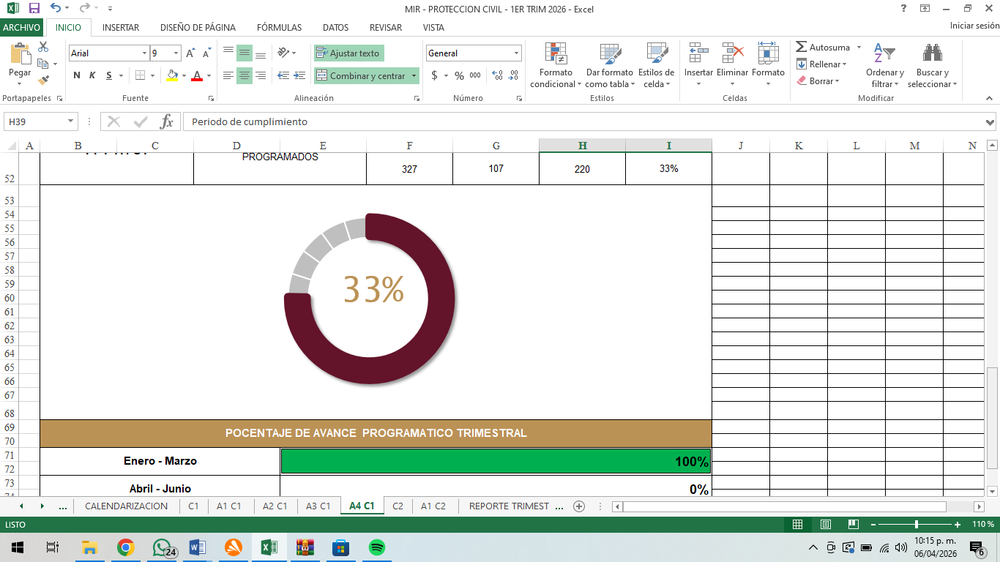 MIR - PROTECCION CIVIL - 1ER TRIM 2026 - Excel
ARCHIVO INICIO INSERTAR DISEÑO DE PÁGINA FÓRMULAS DATOS REVISAR VISTA Iniciar sesión
Pegar
Arial 9
N K S
Ajustar texto
Combinar y centrar
General
$ % 000
Formato condicional
Dar formato como tabla
Estilos de celda
Insertar Eliminar Formato
Autosuma
Rellenar
Borrar
Ordenar y filtrar
Buscar y seleccionar
Portapapeles Fuente Alineación Número Estilos Celdas Modificar
H39 fx Periodo de cumplimiento
A B C D E F G H I J K L M N
PROGRAMADOS
52 327 107 220 33%
53
54
55
56
57
58
59
33%
60
61
62
63
64
65
66
67
68
69
POCENTAJE DE AVANCE PROGRAMATICO TRIMESTRAL
70
71
Enero - Marzo 100%
72
73
Abril - Junio 0%
... CALENDARIZACION C1 A1 C1 A2 C1 A3 C1 A4 C1 C2 A1 C2 REPORTE TRIMEST ...
LISTO 110 %
24
10:15 p. m.
06/04/2026
6